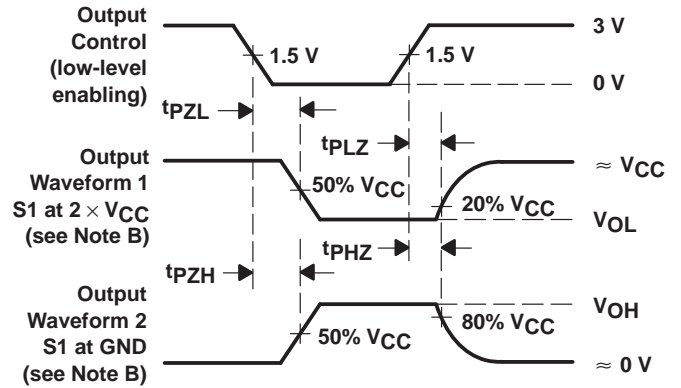 Output
Control
(low-level
enabling)
1.5 V
1.5 V
3 V
0 V
tPZL
tPLZ
Output
Waveform 1
S1 at 2 × VCC
(see Note B)
50% VCC
20% VCC
≈ VCC
VOL
tPZH
tPHZ
Output
Waveform 2
S1 at GND
(see Note B)
50% VCC
80% VCC
VOH
≈ 0 V